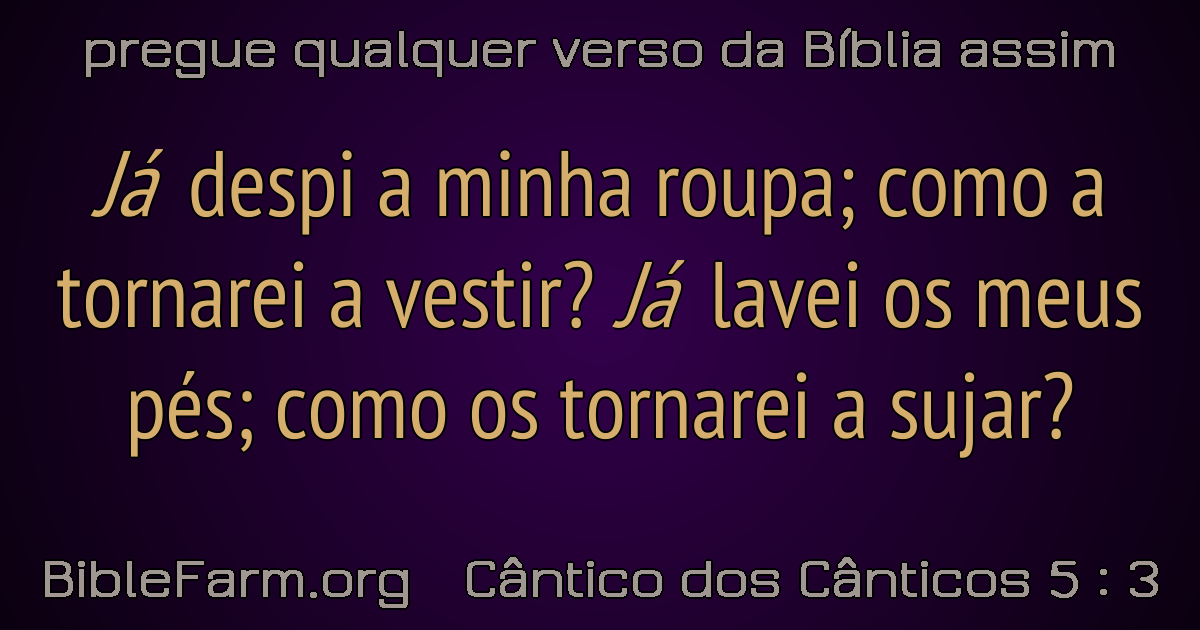 pregue qualquer verso da Bíblia assim
Já despi a minha roupa; como a
tornarei a vestir? Já lavei os meus
pés; como os tornarei a sujar?
BibleFarm.org Cântico dos Cânticos 5 : 3